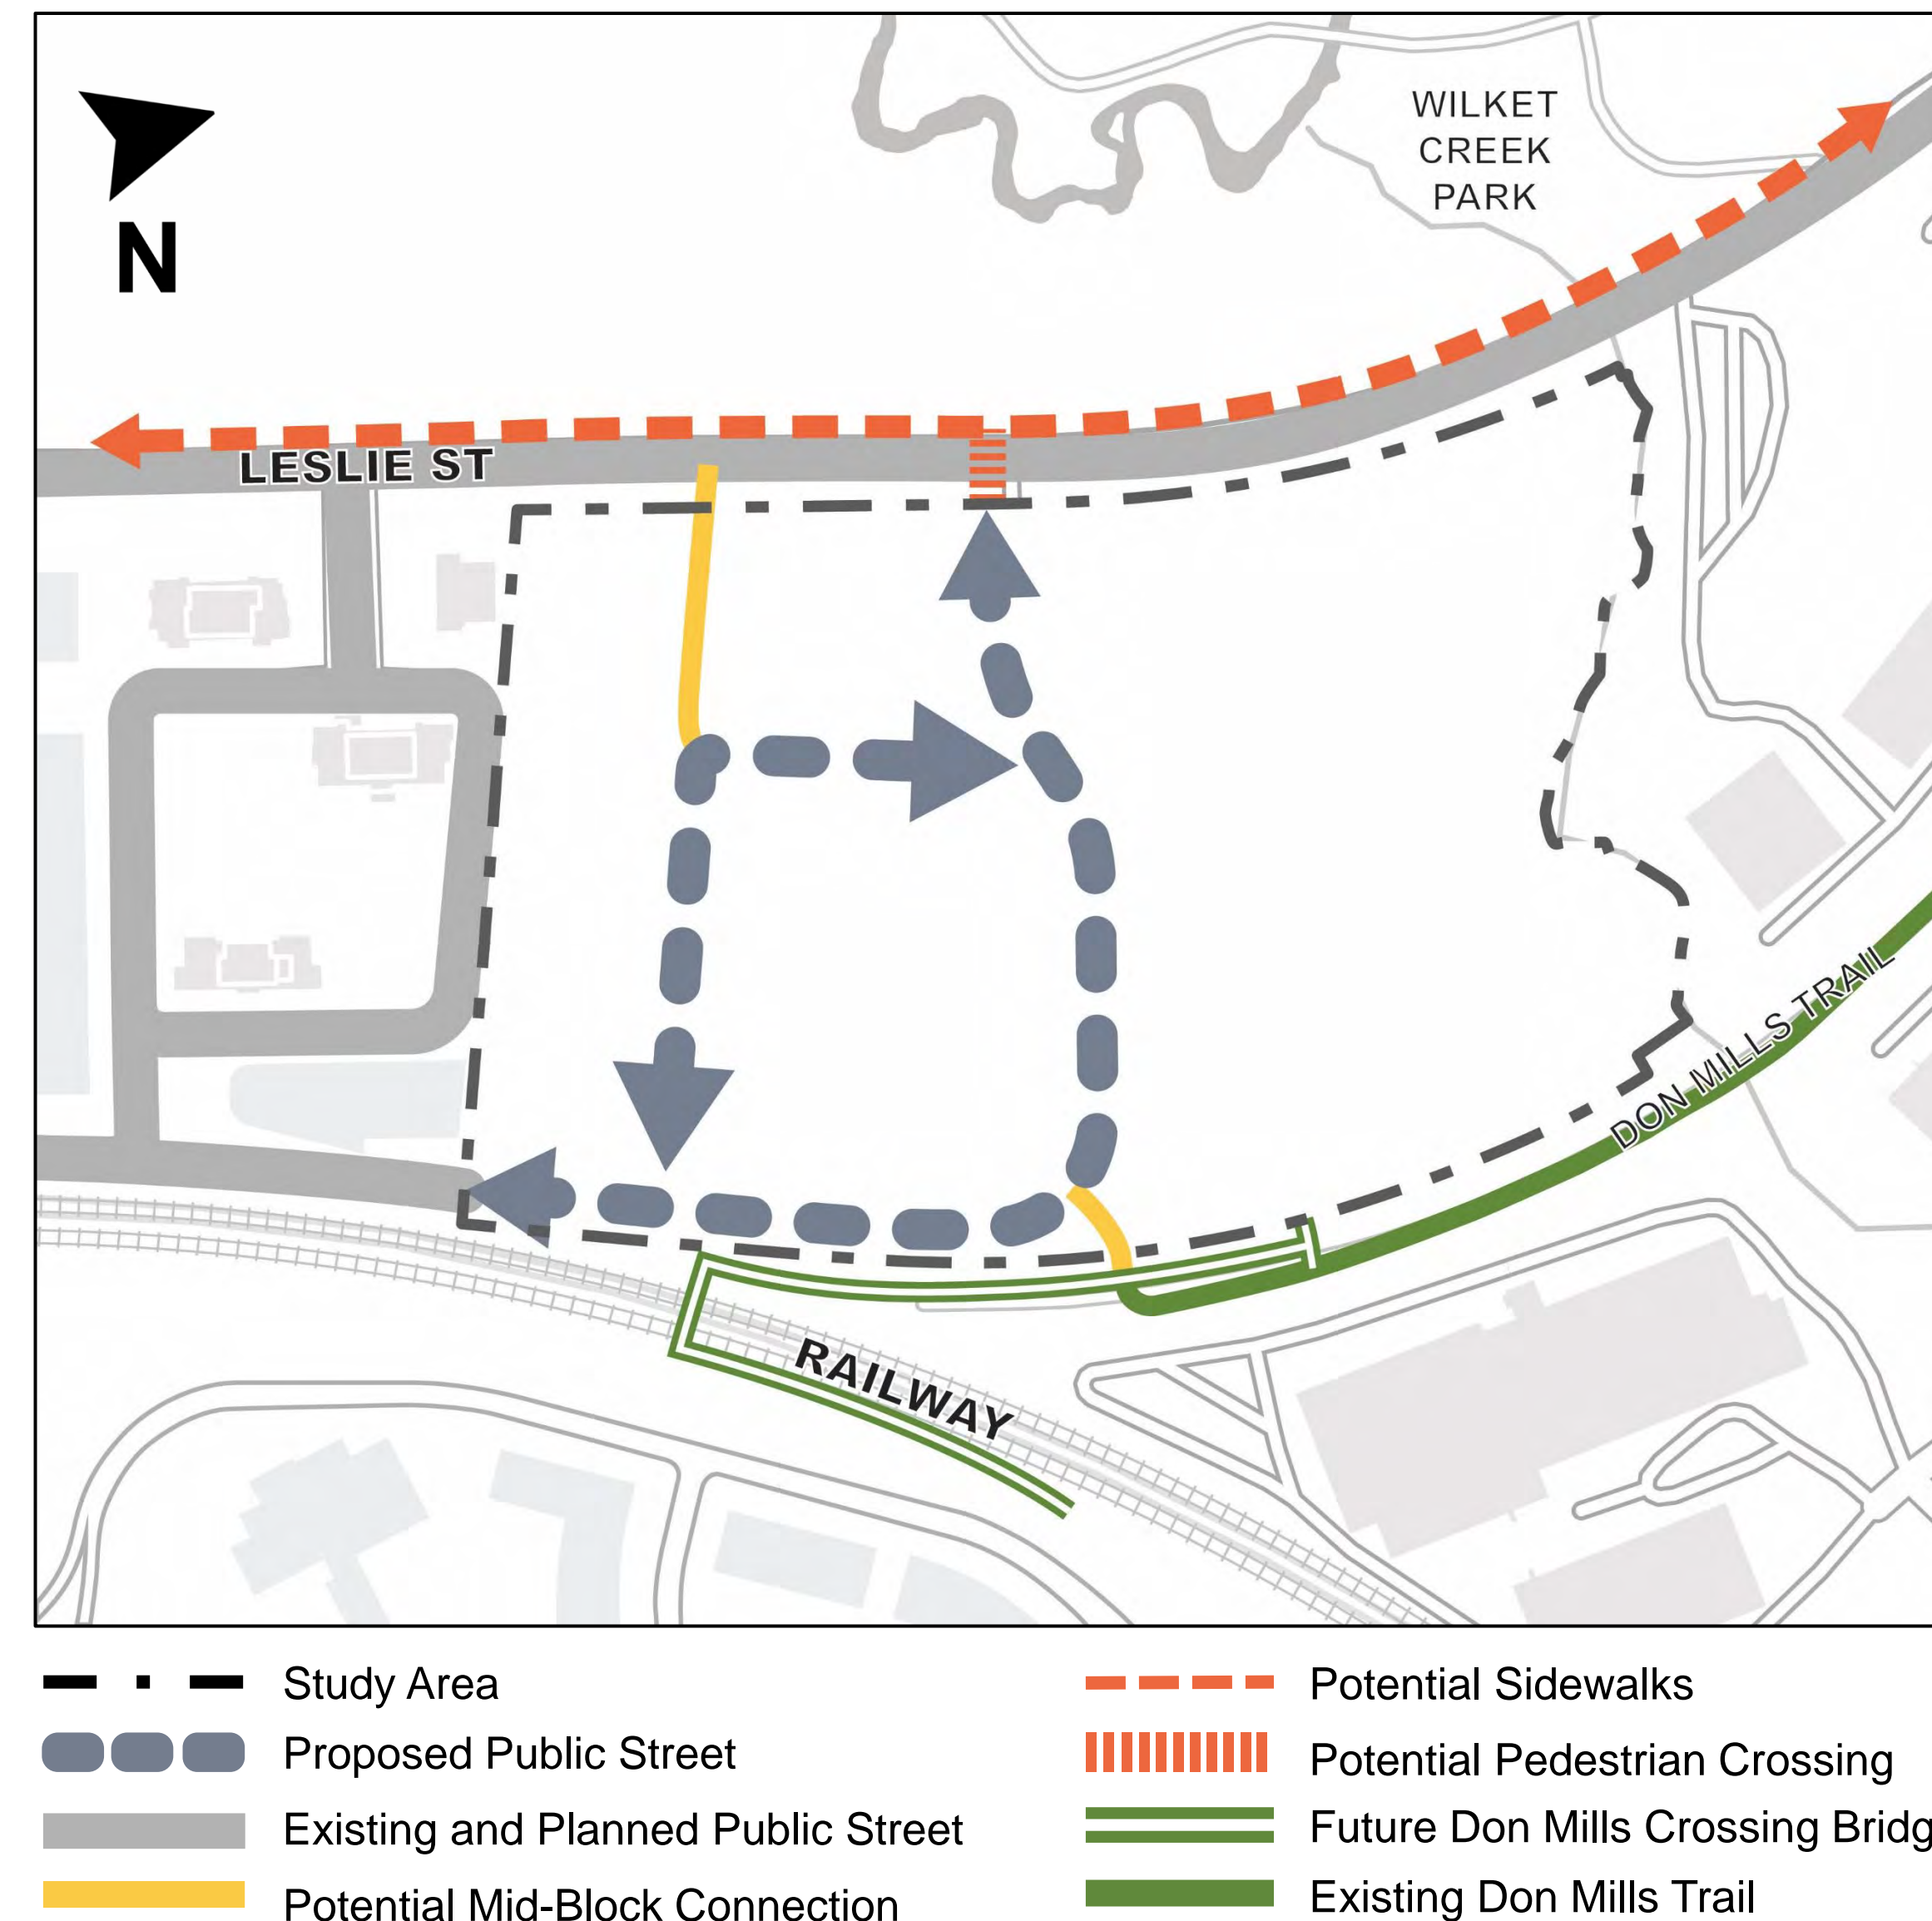 WILKET
CREEK
PARK
N
LESLIE ST
DON MILLS TRAIL
RAILWAY
Study Area
Proposed Public Street
Existing and Planned Public Street
Potential Mid-Block Connection
Potential Sidewalks
Potential Pedestrian Crossing
Future Don Mills Crossing Bridg
Existing Don Mills Trail